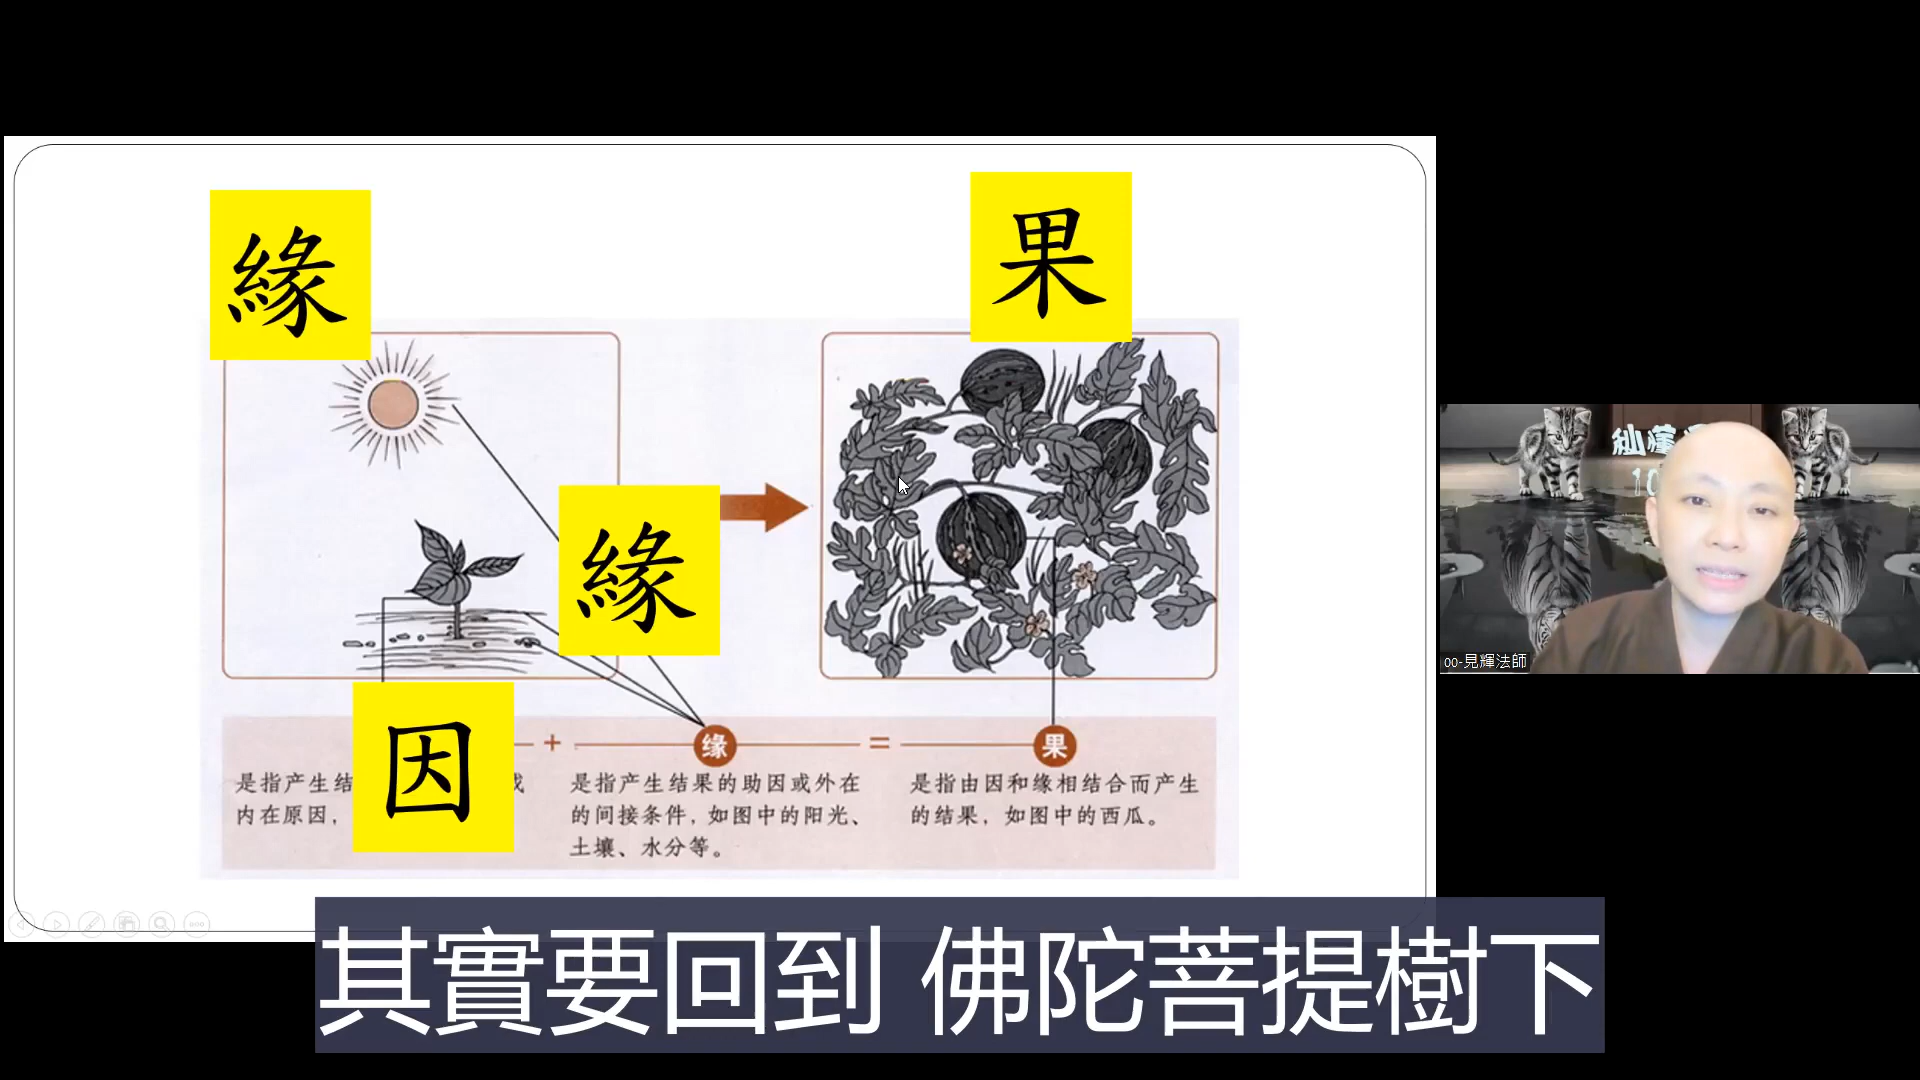 緣
果
緣
因
+ 缘 = 果
是指产生结
内在原因，
是指产生结果的助因或外在
的间接条件，如图中的阳光、
土壤、水分等。
是指由因和缘相结合而产生
的结果，如图中的西瓜。
oo-見輝法師
其實要回到 佛陀菩提樹下